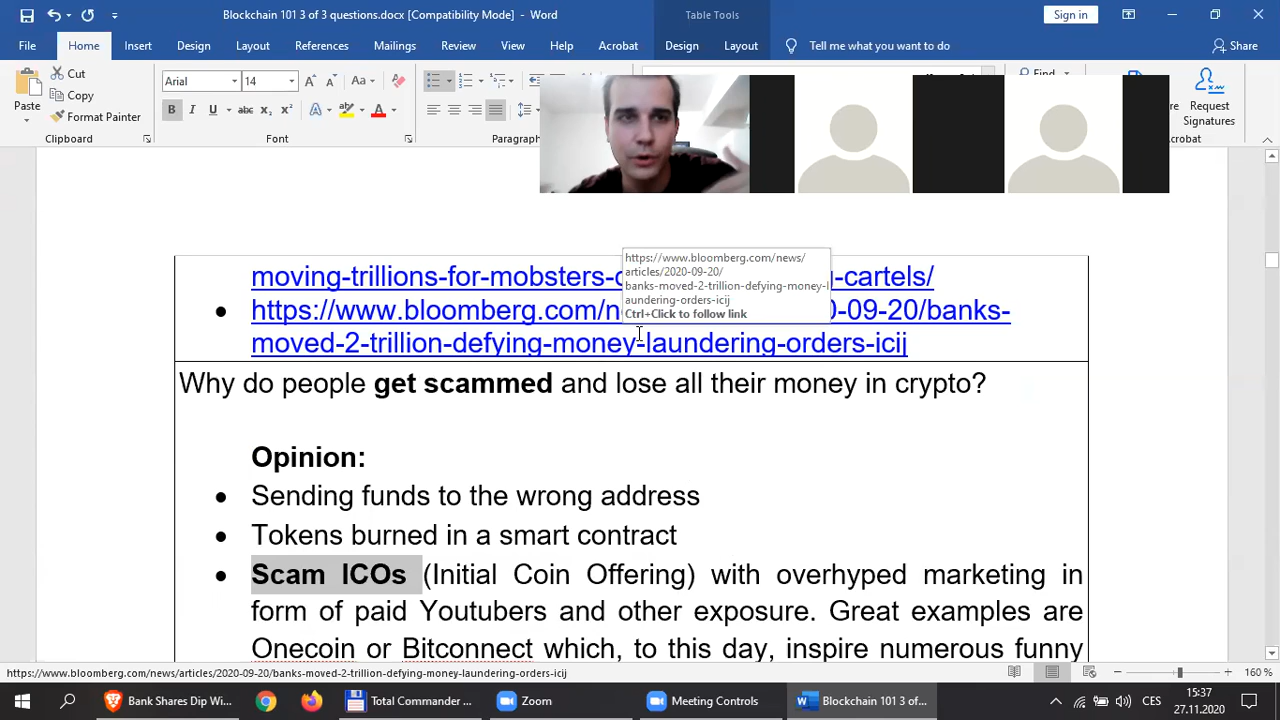 Blockchain 101 3 of 3 questions.docx [Compatibility Mode] - Word
Table Tools
Sign in
File Home Insert Design Layout References Mailings Review View Help Acrobat Design Layout Tell me what you want to do Share
Paste
Cut
Copy
Format Painter
Clipboard
Arial 14
Font
Paragraph
Find
Request
Signatures
moving-trillions-for-mobsters-
cartels/
https://www.bloomberg.com/news/
articles/2020-09-20/
banks-moved-2-trillion-defying-money-l
aundering-orders-icij
Ctrl+Click to follow link
• https://www.bloomberg.com/n
0-09-20/banks-
moved-2-trillion-defying-money-laundering-orders-icij
Why do people get scammed and lose all their money in crypto?
Opinion:
• Sending funds to the wrong address
• Tokens burned in a smart contract
• Scam ICOs (Initial Coin Offering) with overhyped marketing in
form of paid Youtubers and other exposure. Great examples are
Onecoin or Bitconnect which, to this day, inspire numerous funny
https://www.bloomberg.com/news/articles/2020-09-20/banks-moved-2-trillion-defying-money-laundering-orders-icij
160 %
Bank Shares Dip Wi...
Total Commander ...
Zoom
Meeting Controls
Blockchain 101 3 of...
CES
15:37
27.11.2020